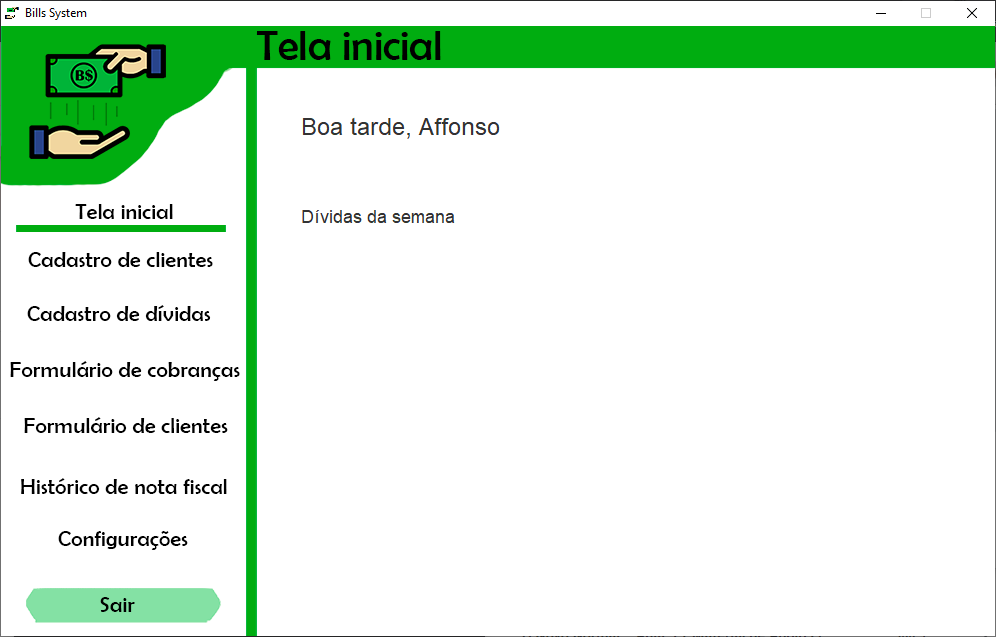 Bills System
Tela inicial
B$
Boa tarde, Affonso
Dívidas da semana
Tela inicial
Cadastro de clientes
Cadastro de dívidas
Formulário de cobranças
Formulário de clientes
Histórico de nota fiscal
Configurações
Sair